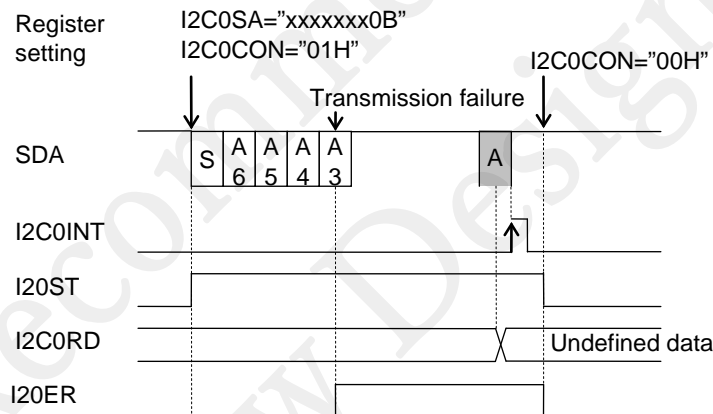 Register
setting
I2C0SA=”xxxxxxx0B”
I2C0CON=”01H”
I2C0CON=”00H”
Transmission failure
SDA
S
A
6
A
5
A
4
A
3
A
I2C0INT
I20ST
I2C0RD
Undefined data
I20ER